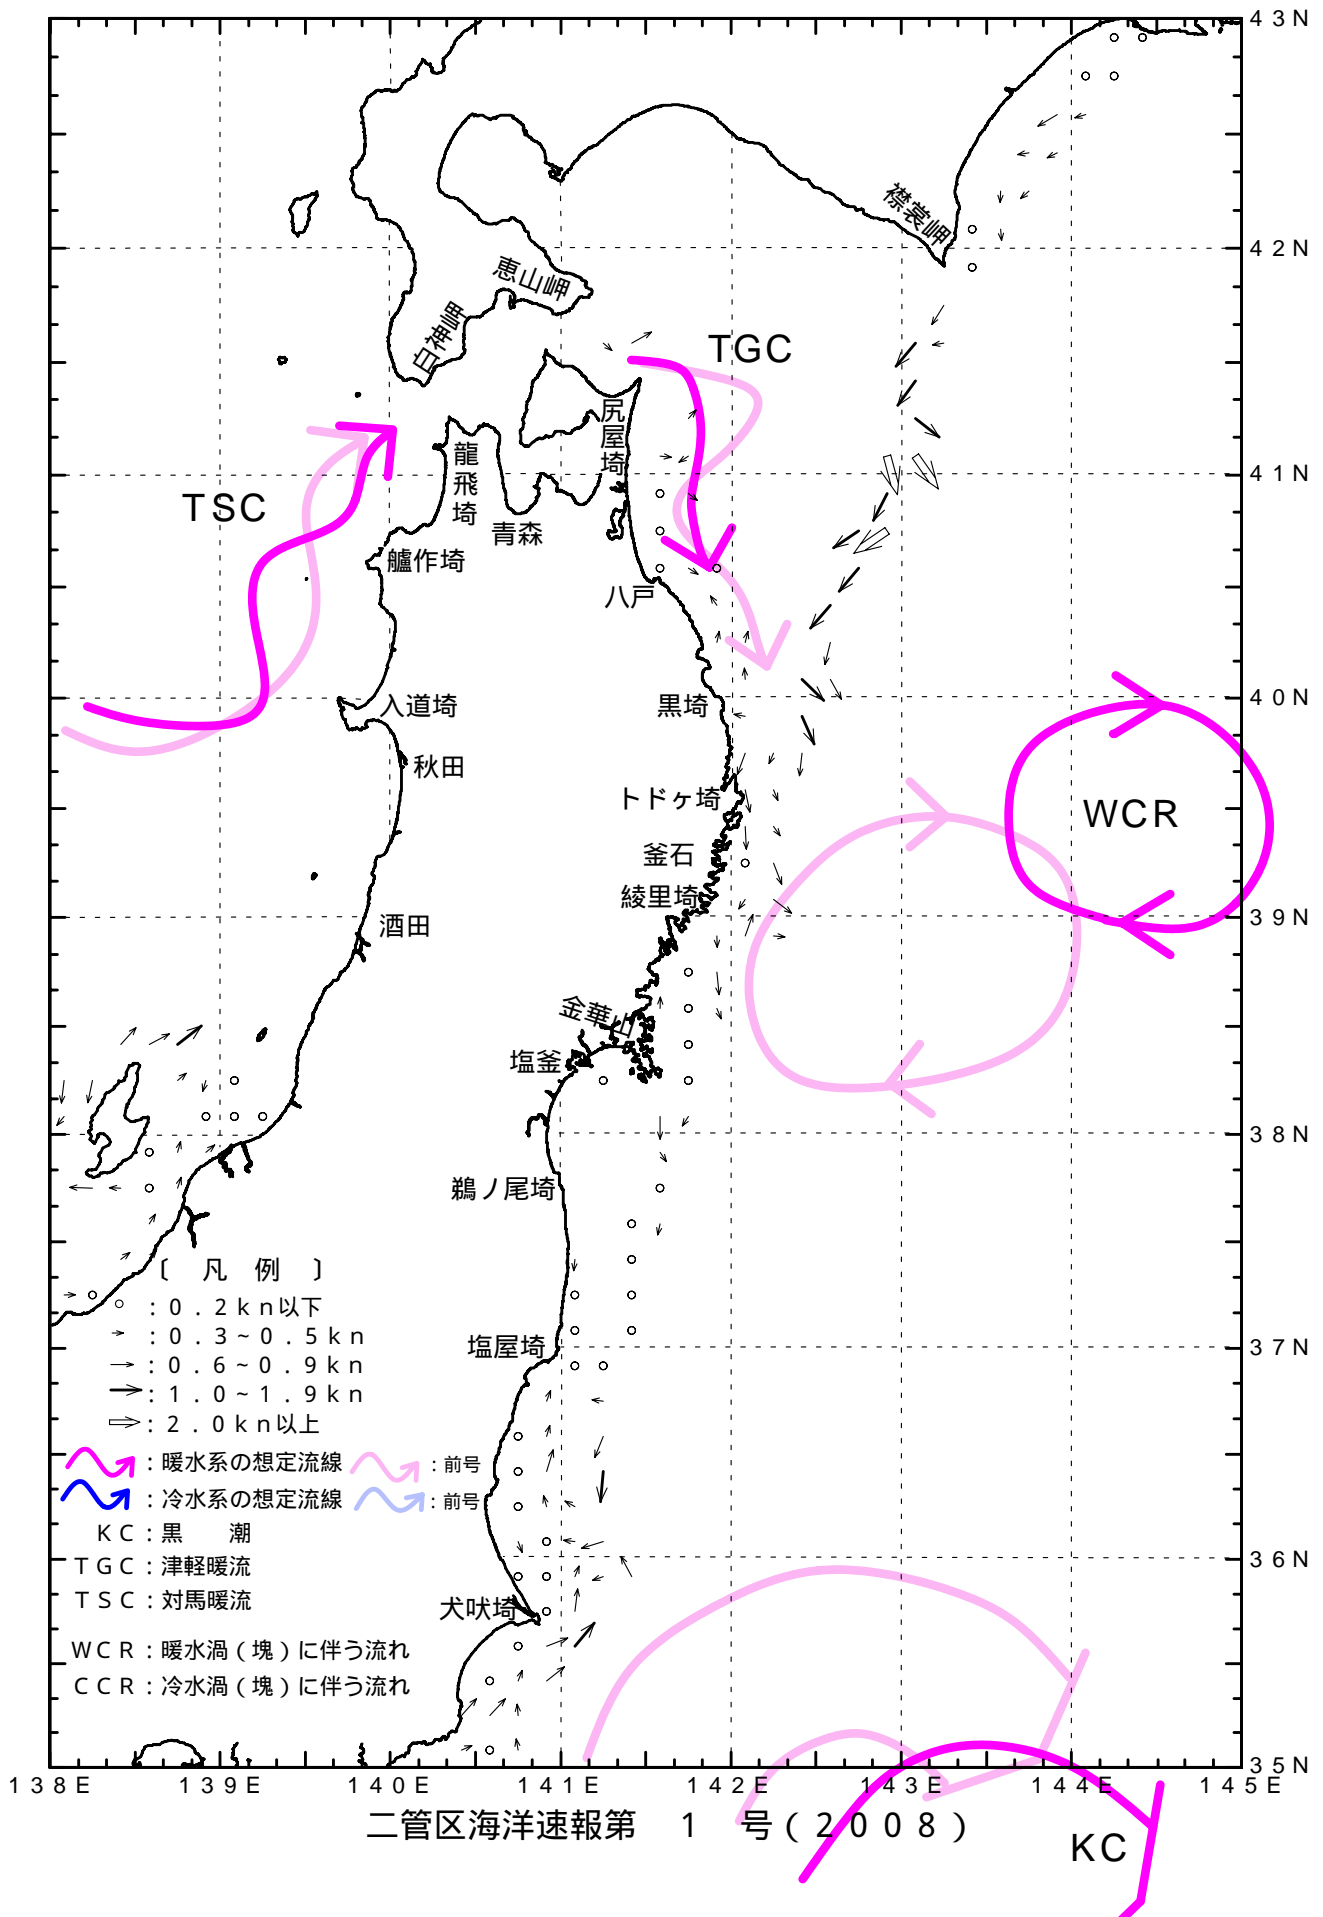 43N
襟裳岬
42N
恵山岬
白神岬
TGC
尻屋埼
龍飛埼
41N
TSC
青森
艫作埼
八戸
入道埼
黒埼
40N
秋田
トドヶ埼
WCR
釜石
綾里埼
酒田
39N
金華山
塩釜
38N
鵜ノ尾埼
〔 凡 例 〕
:0.2kn以下
:0.3~0.5kn
塩屋埼
37N
:0.6~0.9kn
:1.0~1.9kn
:2.0kn以上
:暖水系の想定流線 :前号
:冷水系の想定流線 :前号
KC:黒 潮
TGC:津軽暖流
36N
TSC:対馬暖流
犬吠埼
WCR:暖水渦(塊)に伴う流れ
CCR:冷水渦(塊)に伴う流れ
35N
138E 139E 140E 141E 142E 143E 144E 145E
二管区海洋速報第 1 号(2008)
KC